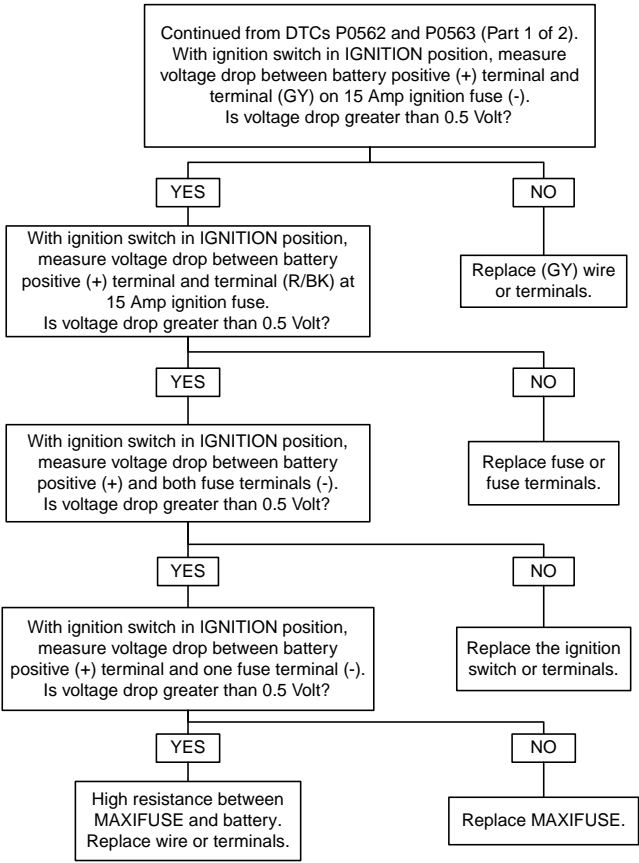 Continued from DTCs P0562 and P0563 (Part 1 of 2).
With ignition switch in IGNITION position, measure
voltage drop between battery positive (+) terminal and
terminal (GY) on 15 Amp ignition fuse (-).
Is voltage drop greater than 0.5 Volt?
YES
NO
With ignition switch in IGNITION position,
measure voltage drop between battery
positive (+) terminal and terminal (R/BK) at
15 Amp ignition fuse.
Is voltage drop greater than 0.5 Volt?
Replace (GY) wire
or terminals.
YES
NO
With ignition switch in IGNITION position,
measure voltage drop between battery
positive (+) and both fuse terminals (-).
Is voltage drop greater than 0.5 Volt?
Replace fuse or
fuse terminals.
YES
NO
With ignition switch in IGNITION position,
measure voltage drop between battery
positive (+) terminal and one fuse terminal (-).
Is voltage drop greater than 0.5 Volt?
Replace the ignition
switch or terminals.
YES
NO
High resistance between
MAXIFUSE and battery.
Replace wire or terminals.
Replace MAXIFUSE.